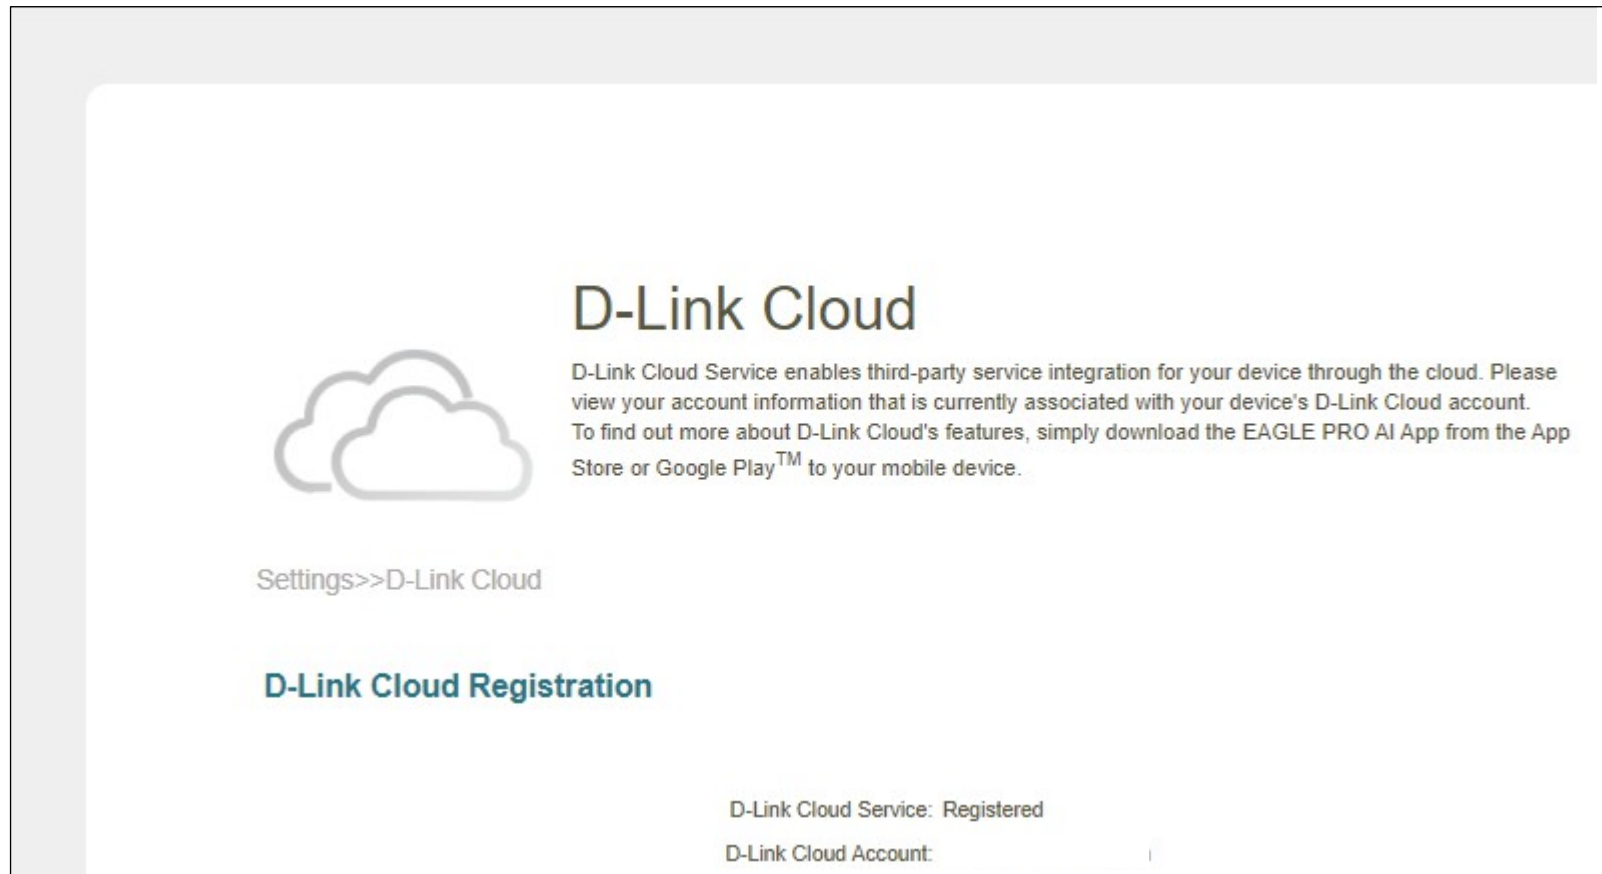 D-Link Cloud
D-Link Cloud Service enables third-party service integration for your device through the cloud. Please
view your account information that is currently associated with your device's D-Link Cloud account.
To find out more about D-Link Cloud's features, simply download the EAGLE PRO AI App from the App
Store or Google Play™ to your mobile device.
Settings>>D-Link Cloud
D-Link Cloud Registration
D-Link Cloud Service: Registered
D-Link Cloud Account: